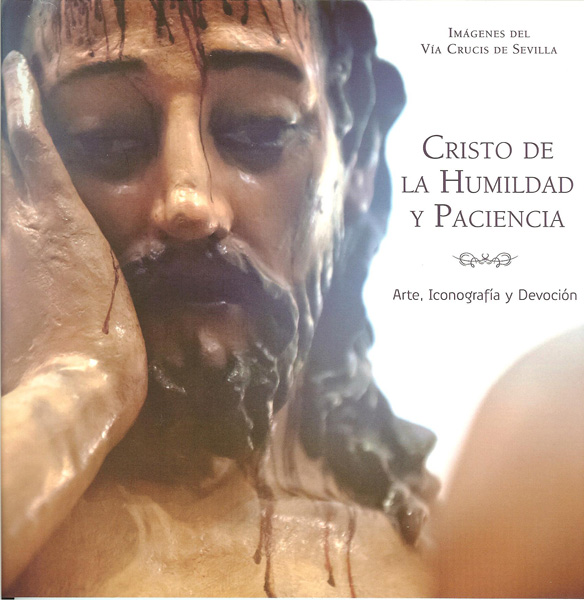 IMÁGENES DEL
VÍA CRUCIS DE SEVILLA
CRISTO DE
LA HUMILDAD
Y PACIENCIA
Arte, Iconografía y Devoción